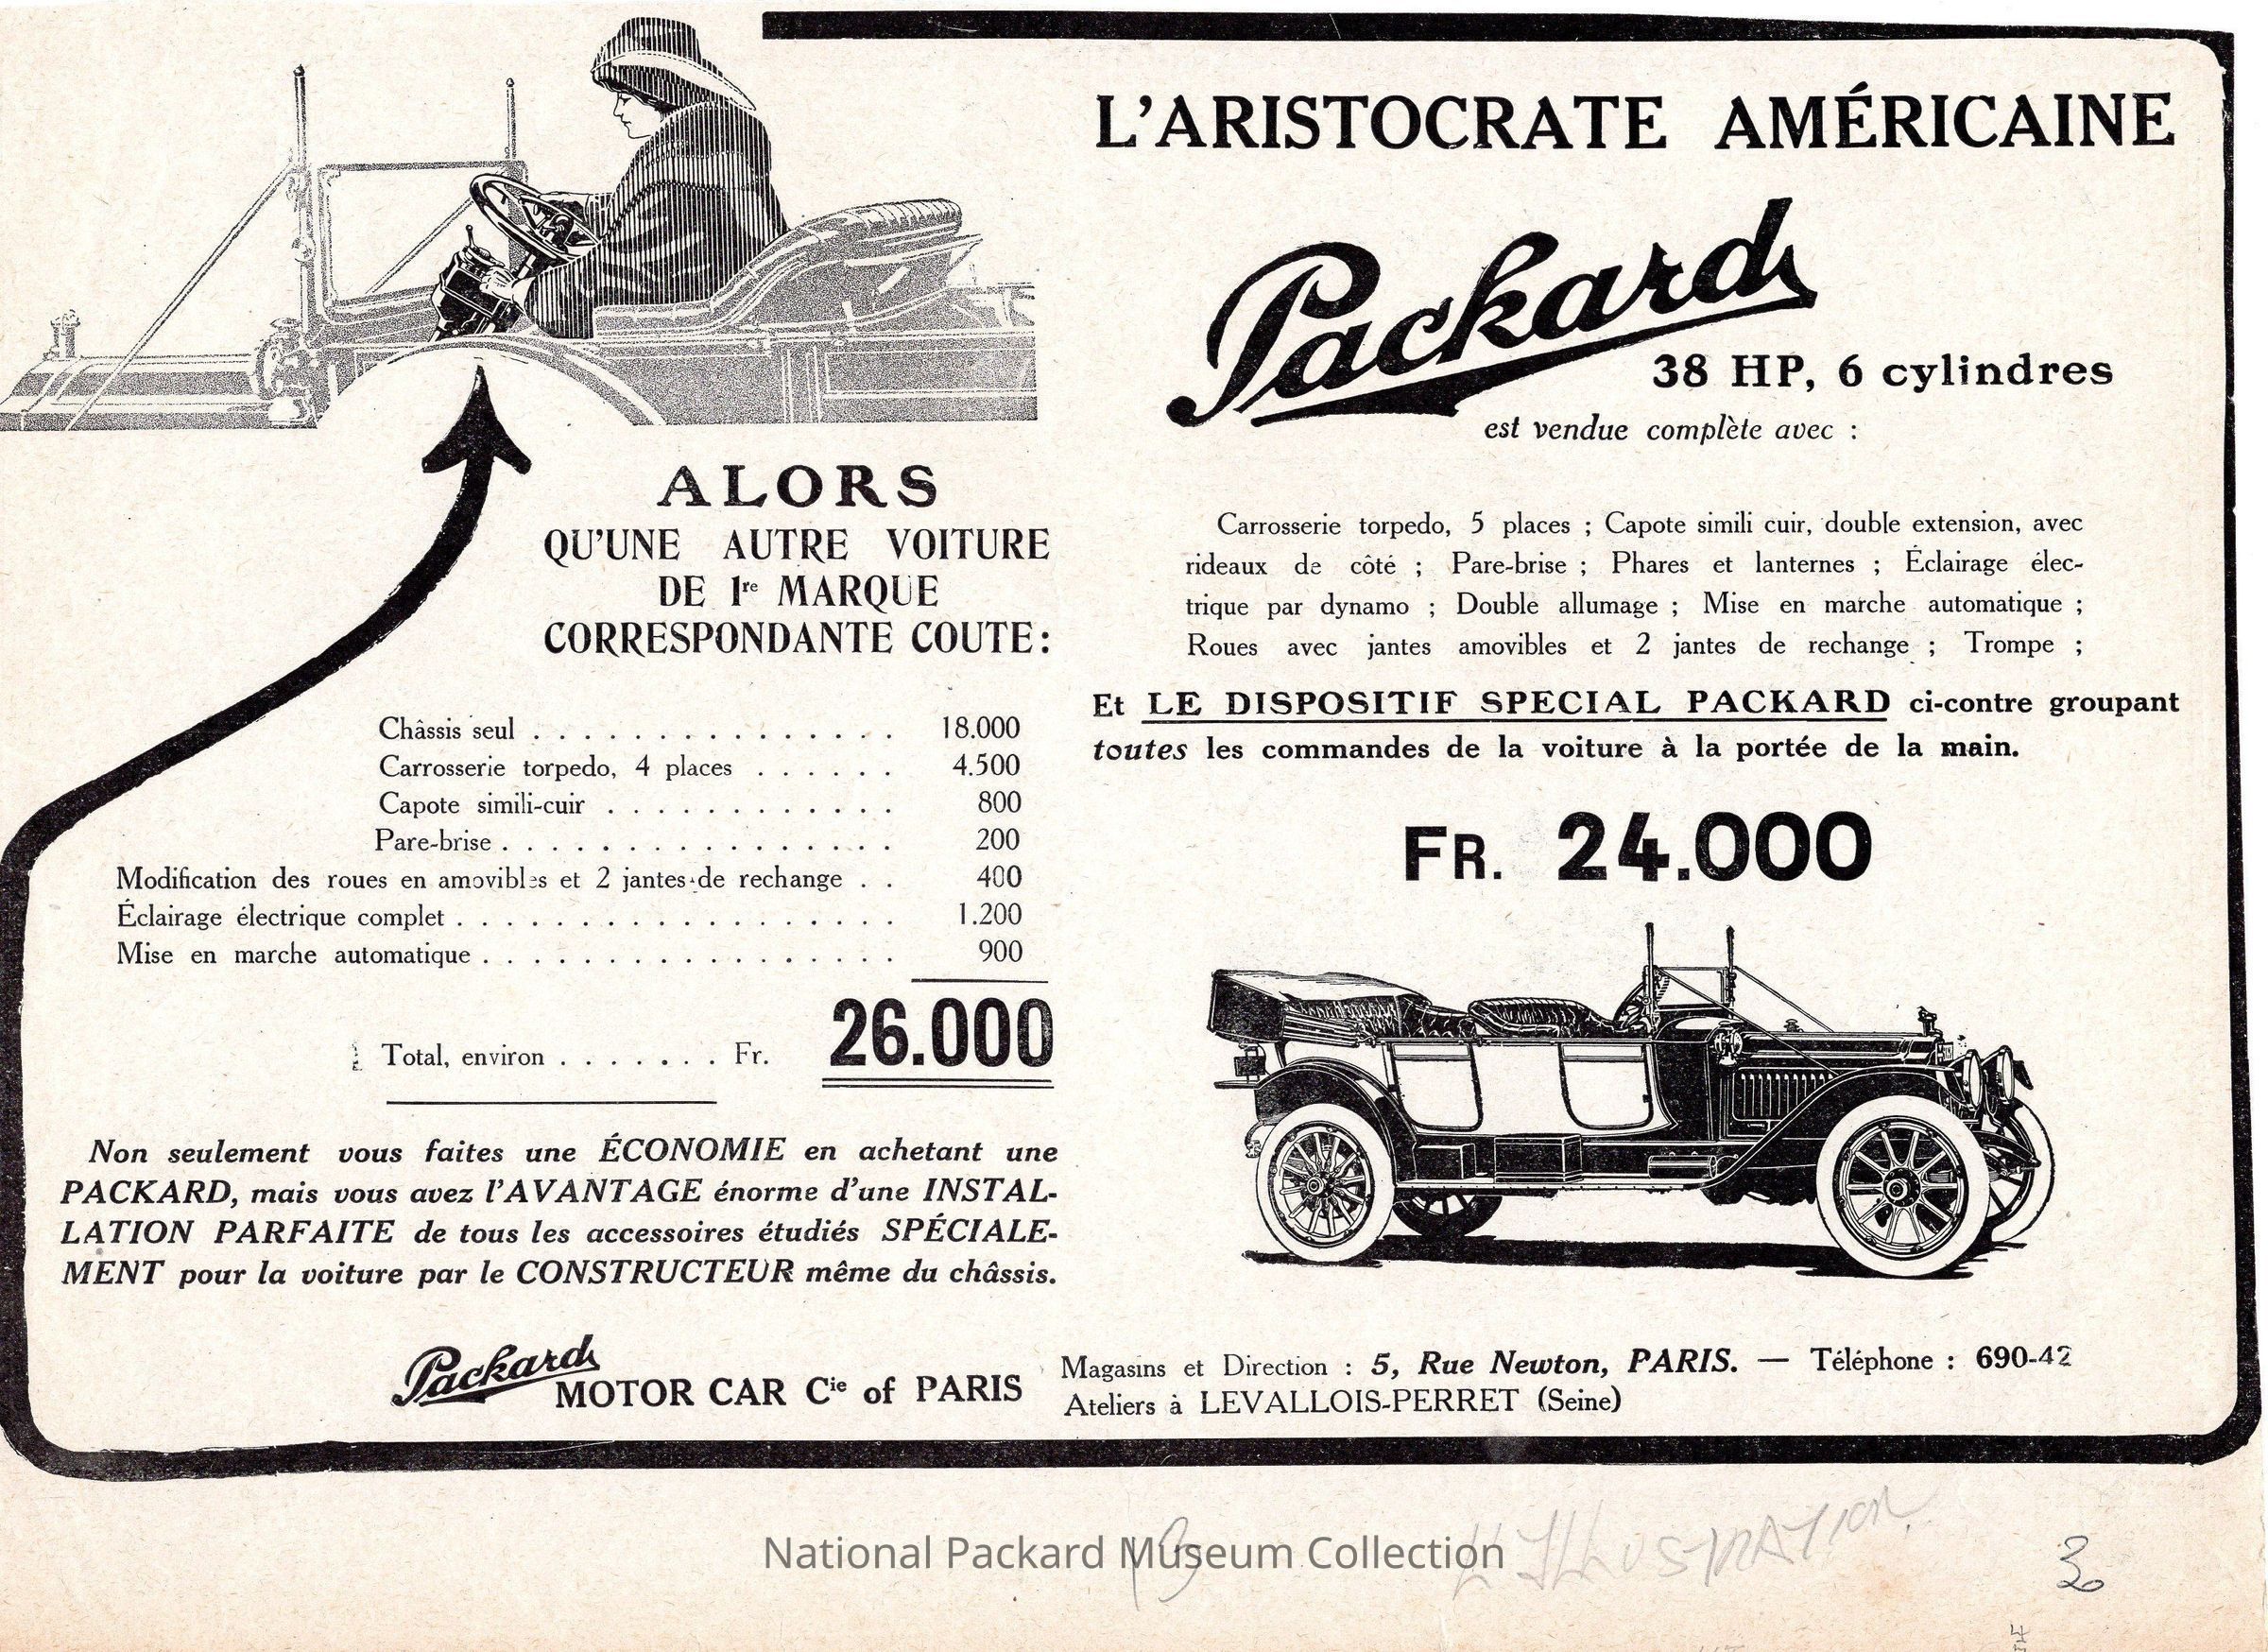 L'ARISTOCRATE AMÉRICAINE
Packard
38 HP, 6 cylindres
est vendue complète avec :
Carrosserie torpedo, 5 places ; Capote simili cuir, double extension, avec
rideaux de côté ; Pare-brise ; Phares et lanternes ; Éclairage élec-
trique par dynamo ; Double allumage ; Mise en marche automatique ;
Roues avec jantes amovibles et 2 jantes de rechange ; Trompe ;
Et LE DISPOSITIF SPECIAL PACKARD ci-contre groupant
toutes les commandes de la voiture à la portée de la main.
FR. 24.000
ALORS
QU'UNE AUTRE VOITURE
DE 1re MARQUE
CORRESPONDANTE COUTE :
Châssis seul . . . . . . . . . . . . . . . 18.000
Carrosserie torpedo, 4 places . . . . . . 4.500
Capote simili-cuir . . . . . . . . . . . . 800
Pare-brise . . . . . . . . . . . . . . . . 200
Modification des roues en amovibles et 2 jantes de rechange . . 400
Éclairage électrique complet . . . . . . . . . . . . . . . . . . 1.200
Mise en marche automatique . . . . . . . . . . . . . . . . . 900
Total, environ . . . . . . . Fr. 26.000
Non seulement vous faites une ÉCONOMIE en achetant une
PACKARD, mais vous avez l'AVANTAGE énorme d'une INSTAL-
LATION PARFAITE de tous les accessoires étudiés SPÉCIALE-
MENT pour la voiture par le CONSTRUCTEUR même du châssis.
Packard
MOTOR CAR Cie of PARIS
Magasins et Direction : 5, Rue Newton, PARIS. — Téléphone : 690-42
Ateliers à LEVALLOIS-PERRET (Seine)
National Packard Museum Collection
L'ILLUSTRATION